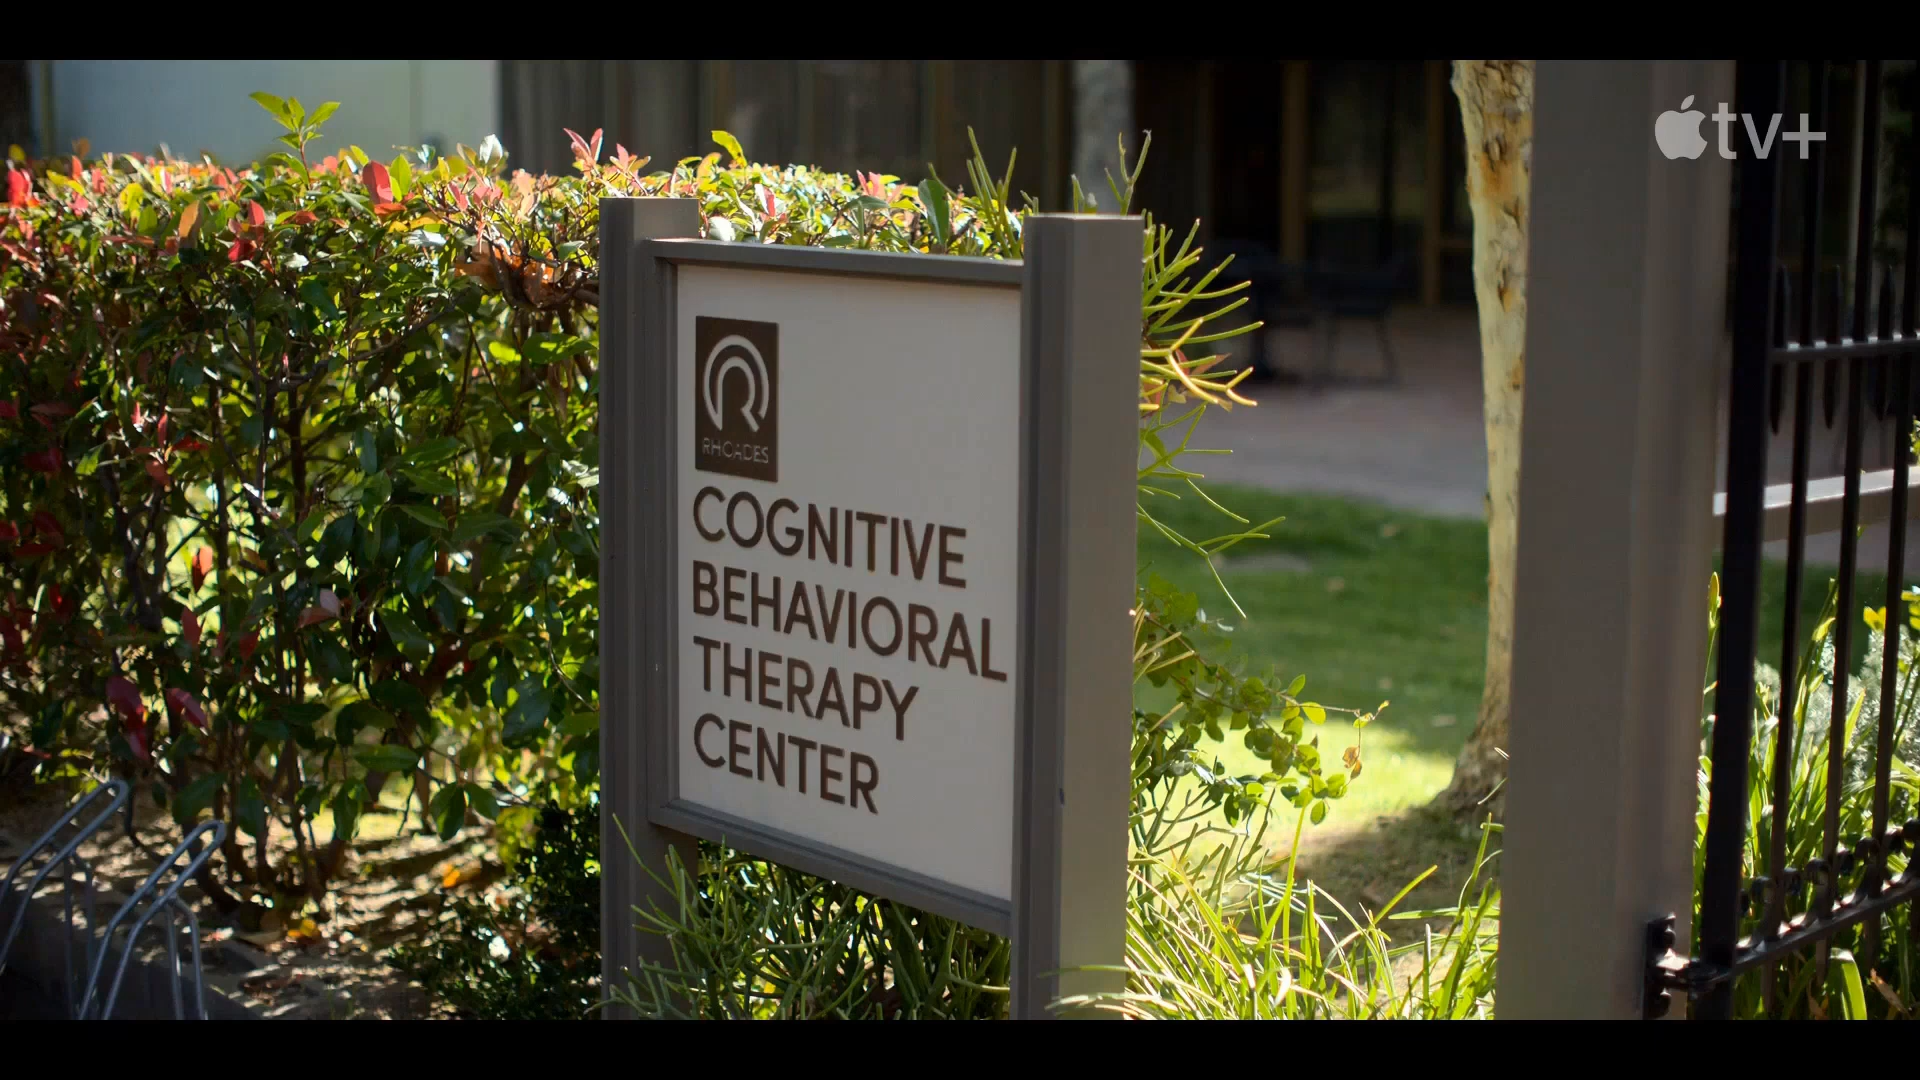 tv+
RHOADES
COGNITIVE
BEHAVIORAL
THERAPY
CENTER